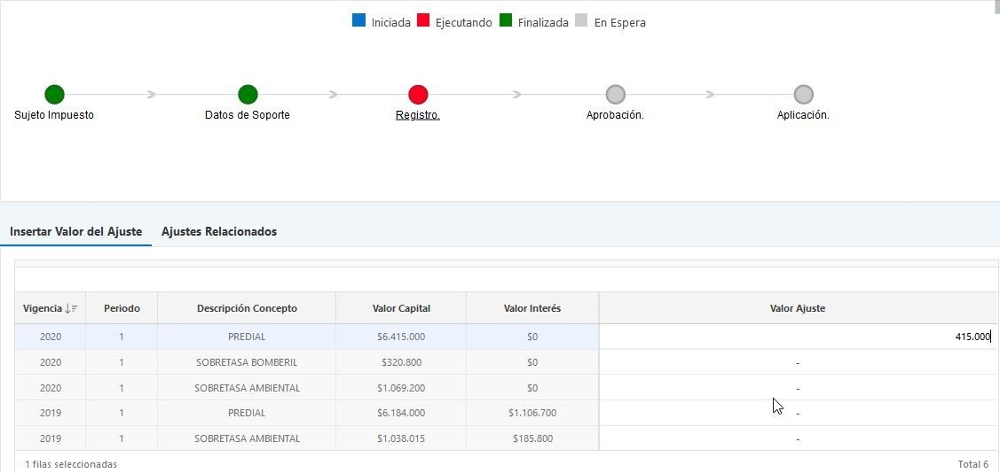 Iniciada Ejecutando Finalizada En Espera
Sujeto Impuesto Datos de Soporte Registro. Aprobación. Aplicación.
Insertar Valor del Ajuste Ajustes Relacionados
Vigencia Periodo Descripción Concepto Valor Capital Valor Interés Valor Ajuste
2020 1 PREDIAL $6.415.000 $0 415.000
2020 1 SOBRETASA BOMBERIL $320.800 $0 -
2020 1 SOBRETASA AMBIENTAL $1.069.200 $0 -
2019 1 PREDIAL $6.184.000 $1.106.700 -
2019 1 SOBRETASA AMBIENTAL $1.038.015 $185.800 -
1 filas seleccionadas Total 6